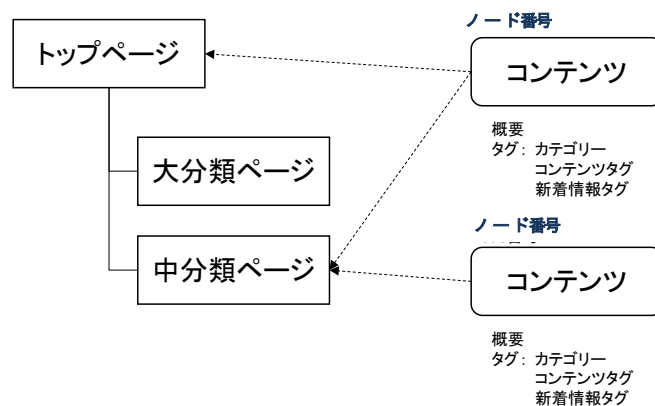 ノード番号
トップページ
コンテンツ
概要
タグ： カテゴリー
コンテンツタグ
新着情報タグ
大分類ページ
ノード番号
中分類ページ
コンテンツ
概要
タグ： カテゴリー
コンテンツタグ
新着情報タグ